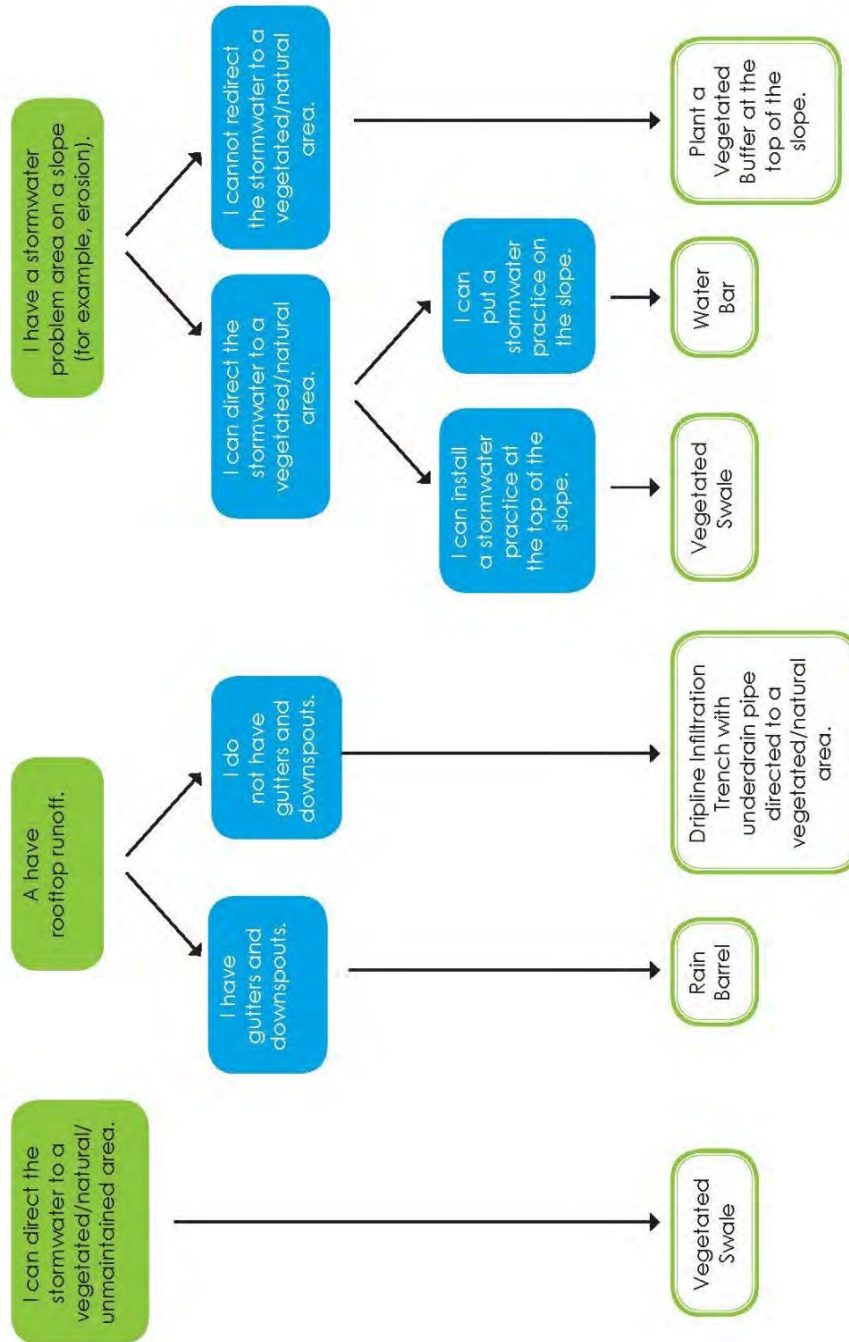 I can direct the
stormwater to a
vegetated/natural/
unmaintained area.
Vegetated
Swale
A have
rooftop runoff.
I have
gutters and
downspouts.
I do
not have
gutters and
downspouts.
Rain
Barrel
Dripline Infiltration
Trench with
underdrain pipe
directed to a
vegetated/natural
area.
I have a stormwater
problem area on a slope
(for example, erosion).
I can direct the
stormwater to a
vegetated/natural
area.
I cannot redirect
the stormwater to a
vegetated/natural
area.
I can install
a stormwater
practice at
the top of the
slope.
I can
put a
stormwater
practice on
the slope.
Vegetated
Swale
Water
Bar
Plant a
Vegetated
Buffer at the
top of the
slope.